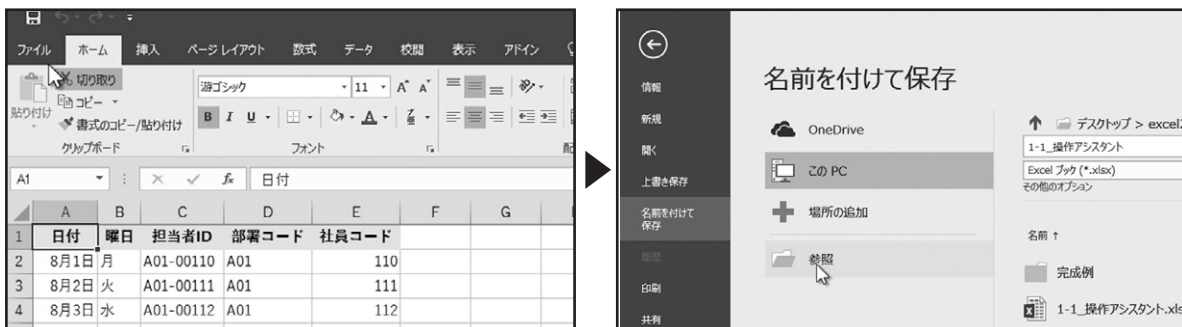 ファイル ホーム 挿入 ページ レイアウト 数式 データ 校閲 表示 アドイン
切り取り
コピー
貼り付け
書式のコピー/貼り付け
クリップボード
游ゴシック 11 A A
B I U A
フォント
A1 fx 日付
A B C D E F G
1 日付 曜日 担当者ID 部署コード 社員コード
2 8月1日 月 A01-00110 A01 110
3 8月2日 火 A01-00111 A01 111
4 8月3日 水 A01-00112 A01 112
情報
新規
開く
上書き保存
名前を付けて
保存
履歴
印刷
共有
名前を付けて保存
OneDrive
この PC
場所の追加
参照
デスクトップ > excel
1-1_操作アシスタント
Excel ブック (*.xlsx)
その他のオプション
名前 ↑
完成例
1-1_操作アシスタント.xls